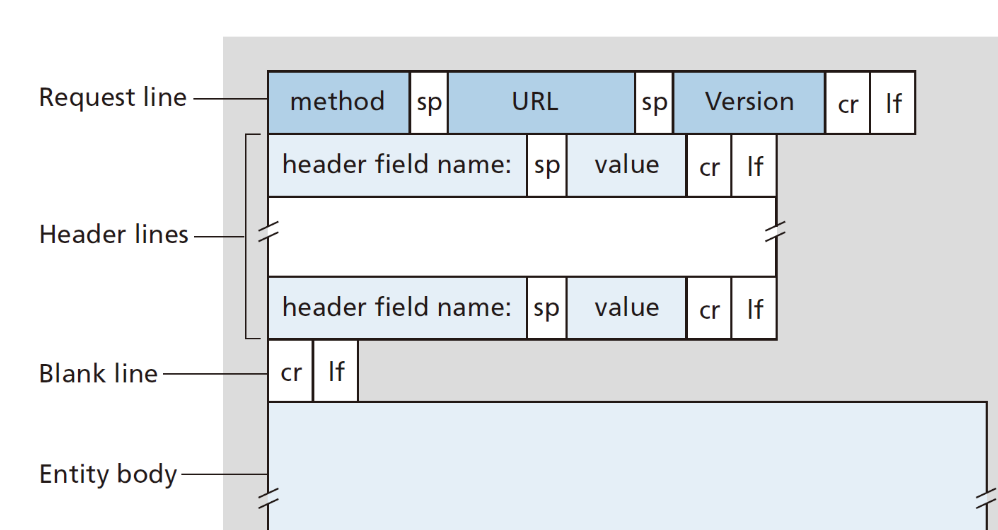 Request line method sp URL sp Version cr lf
header field name: sp value cr lf
Header lines
header field name: sp value cr lf
Blank line cr lf
Entity body